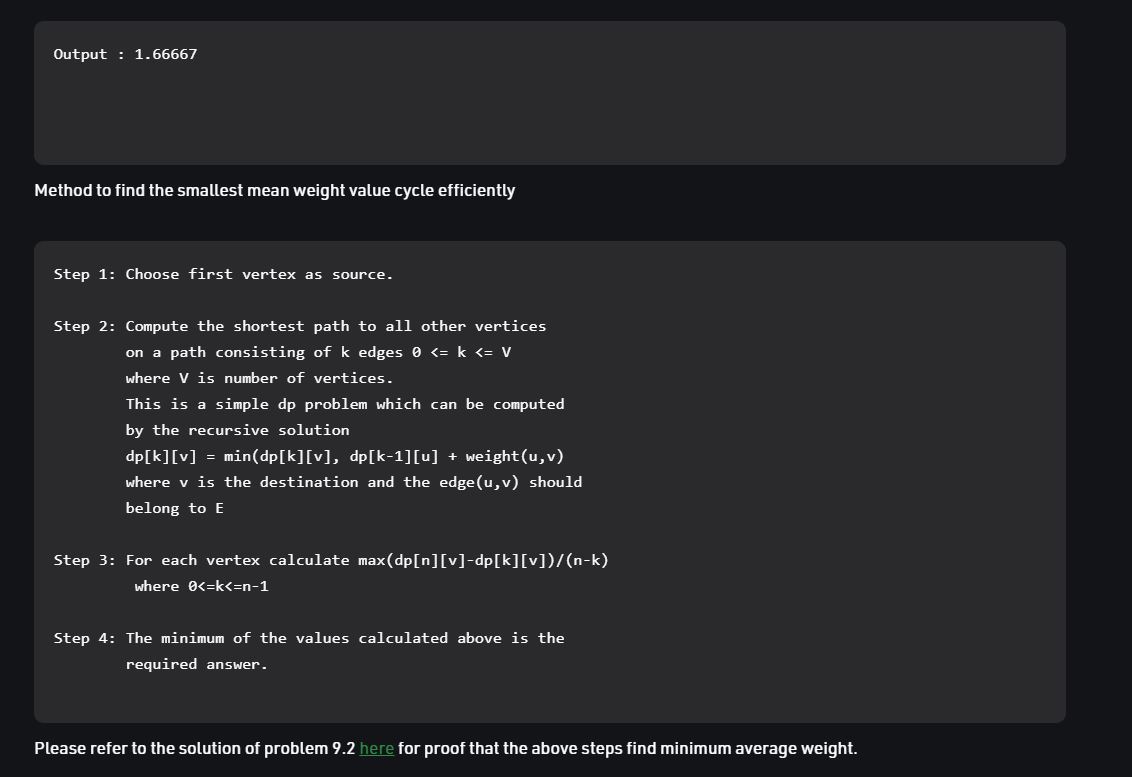 Output : 1.66667
Method to find the smallest mean weight value cycle efficiently
Step 1: Choose first vertex as source.
Step 2: Compute the shortest path to all other vertices
on a path consisting of k edges 0 <= k <= V
where V is number of vertices.
This is a simple dp problem which can be computed
by the recursive solution
dp[k][v] = min(dp[k][v], dp[k-1][u] + weight(u,v)
where v is the destination and the edge(u,v) should
belong to E
Step 3: For each vertex calculate max(dp[n][v]-dp[k][v])/(n-k)
where 0<=k<=n-1
Step 4: The minimum of the values calculated above is the
required answer.
Please refer to the solution of problem 9.2 here for proof that the above steps find minimum average weight.